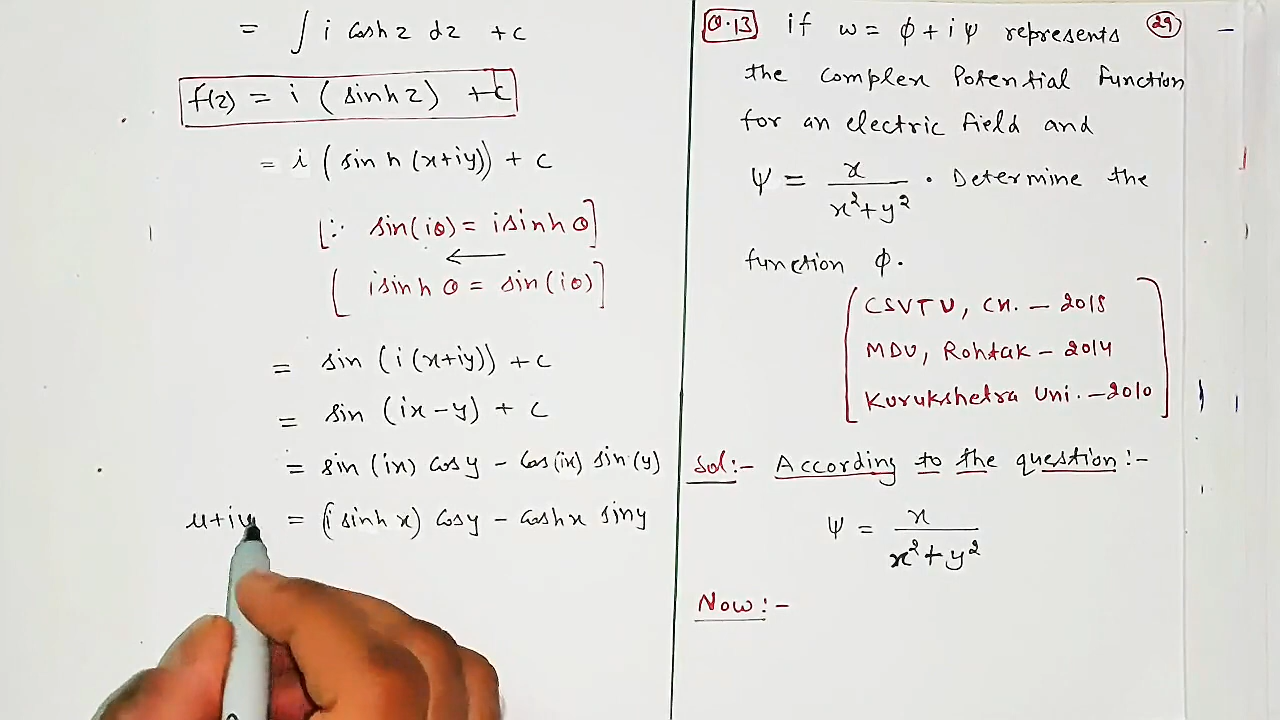 = ∫ i cosh z dz + c
f(z) = i (sinh z) + c
= i (sin h (x+iy)) + c
[∵ sin(iθ) = i sinh θ]
←
[ i sinh θ = sin(iθ)]
= sin (i(x+iy)) + c
= sin (ix-y) + c
= sin (ix) cos y - cos(ix) sin(y)
u+iv = (i sinh x) cos y - cosh x sin y
Q.13 if w = φ + iψ represents 29
the complex Potential function
for an electric field and
ψ = x / x²+y² . Determine the
function φ.
[CSVTU, CH. - 2018
MDU, Rohtak - 2014
Kurukshetra Uni. - 2010]
Sol:- According to the question:-
ψ = x / x²+y²
Now:-